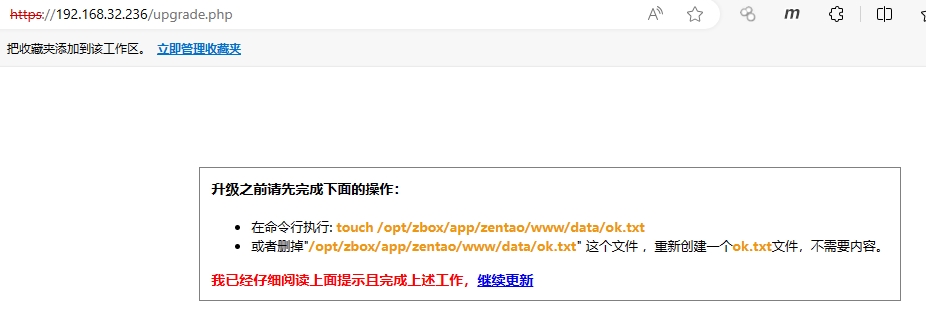 https://192.168.32.236/upgrade.php
把收藏夹添加到该工作区。 立即管理收藏夹
升级之前请先完成下面的操作：
在命令行执行: touch /opt/zbox/app/zentao/www/data/ok.txt
或者删掉"/opt/zbox/app/zentao/www/data/ok.txt" 这个文件 ，重新创建一个ok.txt文件，不需要内容。
我已经仔细阅读上面提示且完成上述工作，继续更新